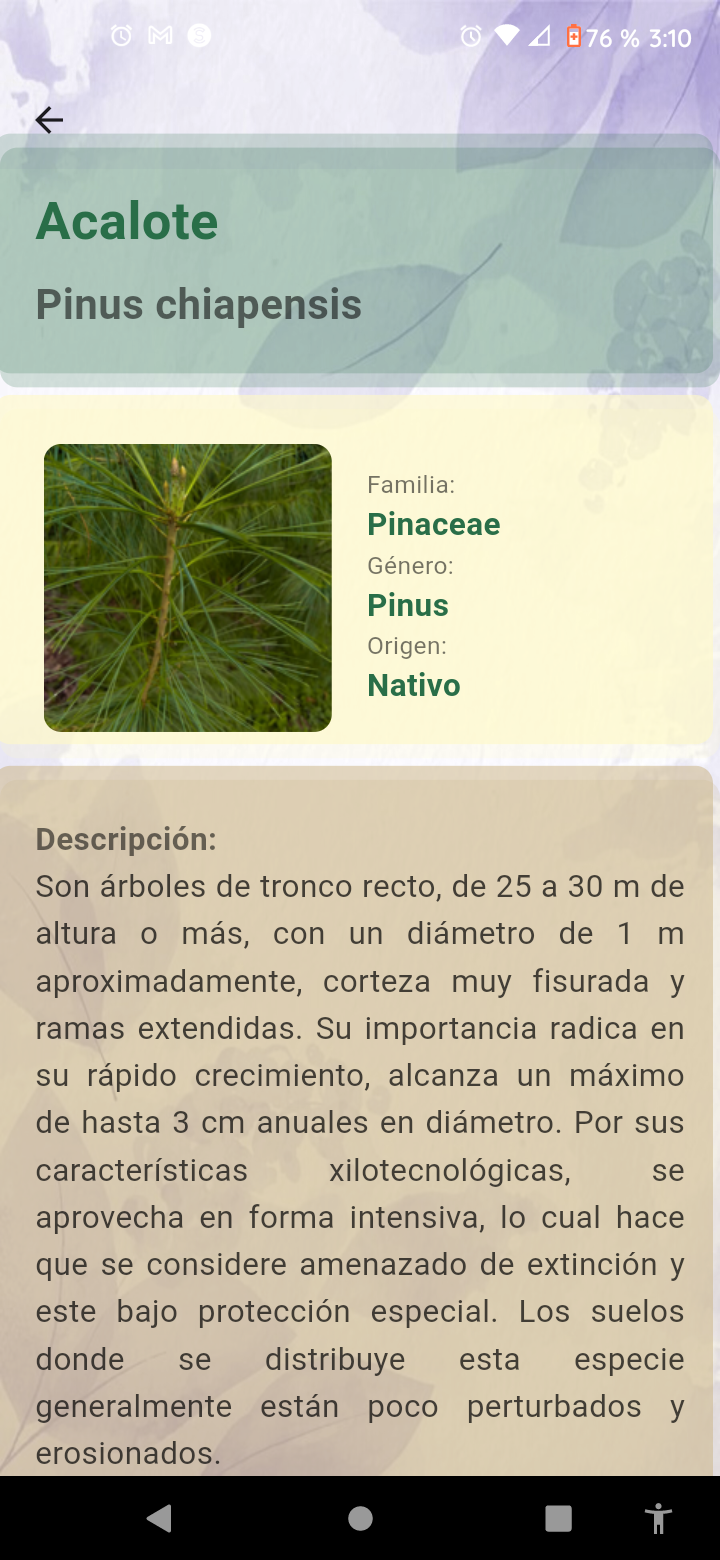 76 % 3:10
Acalote
Pinus chiapensis
Familia:
Pinaceae
Género:
Pinus
Origen:
Nativo
Descripción:
Son árboles de tronco recto, de 25 a 30 m de
altura o más, con un diámetro de 1 m
aproximadamente, corteza muy fisurada y
ramas extendidas. Su importancia radica en
su rápido crecimiento, alcanza un máximo
de hasta 3 cm anuales en diámetro. Por sus
características xilotecnológicas, se
aprovecha en forma intensiva, lo cual hace
que se considere amenazado de extinción y
este bajo protección especial. Los suelos
donde se distribuye esta especie
generalmente están poco perturbados y
erosionados.